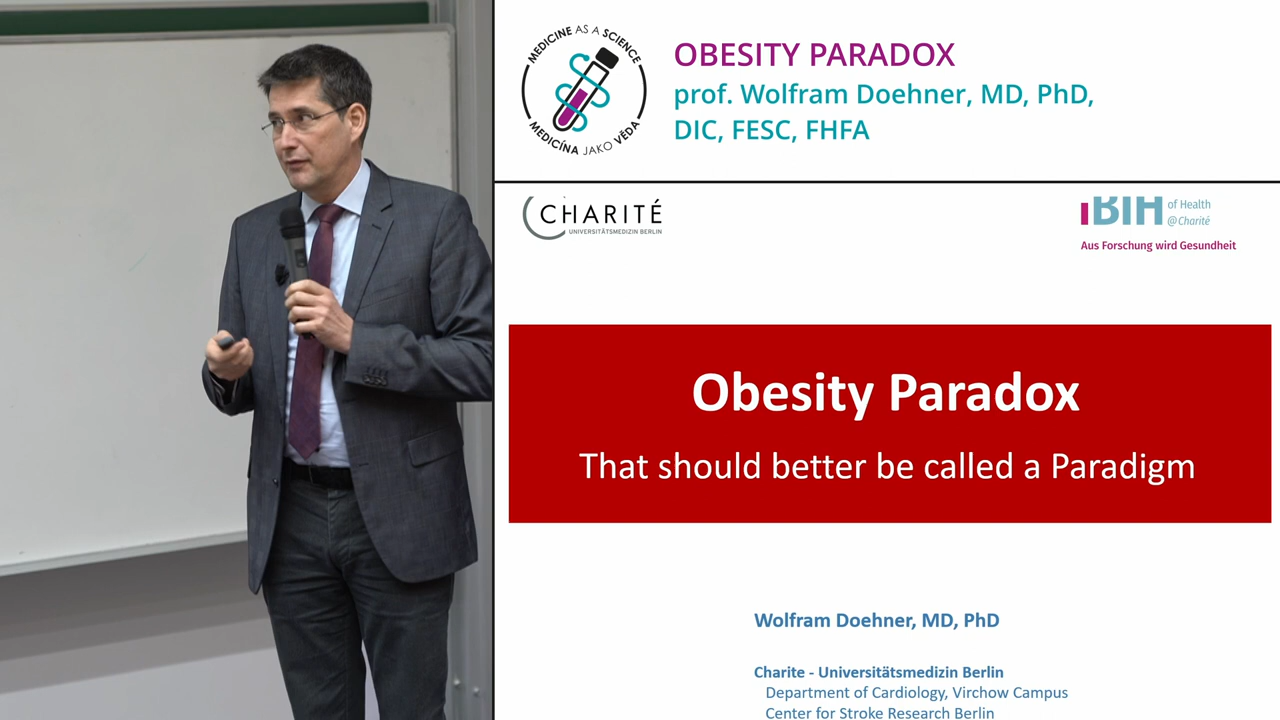 MEDICINE AS A SCIENCE
MEDICÍNA JAKO VĚDA
OBESITY PARADOX
prof. Wolfram Doehner, MD, PhD,
DIC, FESC, FHFA
CHARITÉ
UNIVERSITÄTSMEDIZIN BERLIN
BIH
of Health
@Charité
Aus Forschung wird Gesundheit
Obesity Paradox
That should better be called a Paradigm
Wolfram Doehner, MD, PhD
Charite - Universitätsmedizin Berlin
Department of Cardiology, Virchow Campus
Center for Stroke Research Berlin